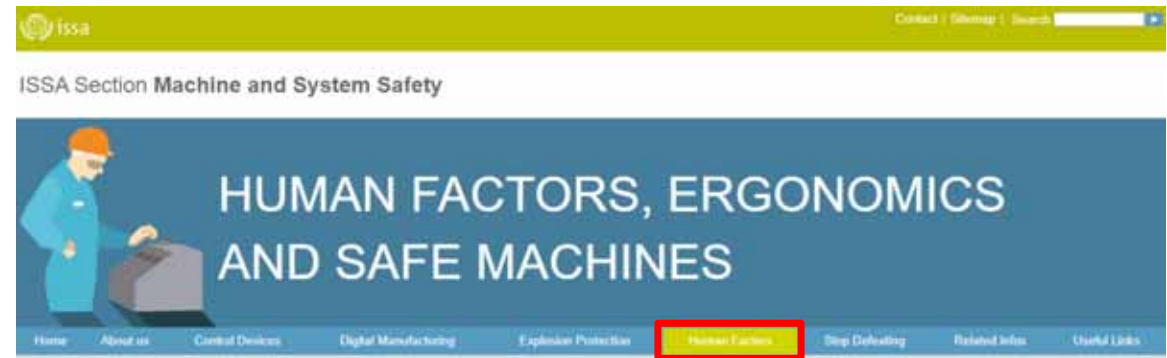 issa
Contact | Sitemap | Search
ISSA Section Machine and System Safety
HUMAN FACTORS, ERGONOMICS
AND SAFE MACHINES
Home About us Control Devices Digital Manufacturing Explosion Protection Human Factors Stop Defeating Related Infos Useful Links